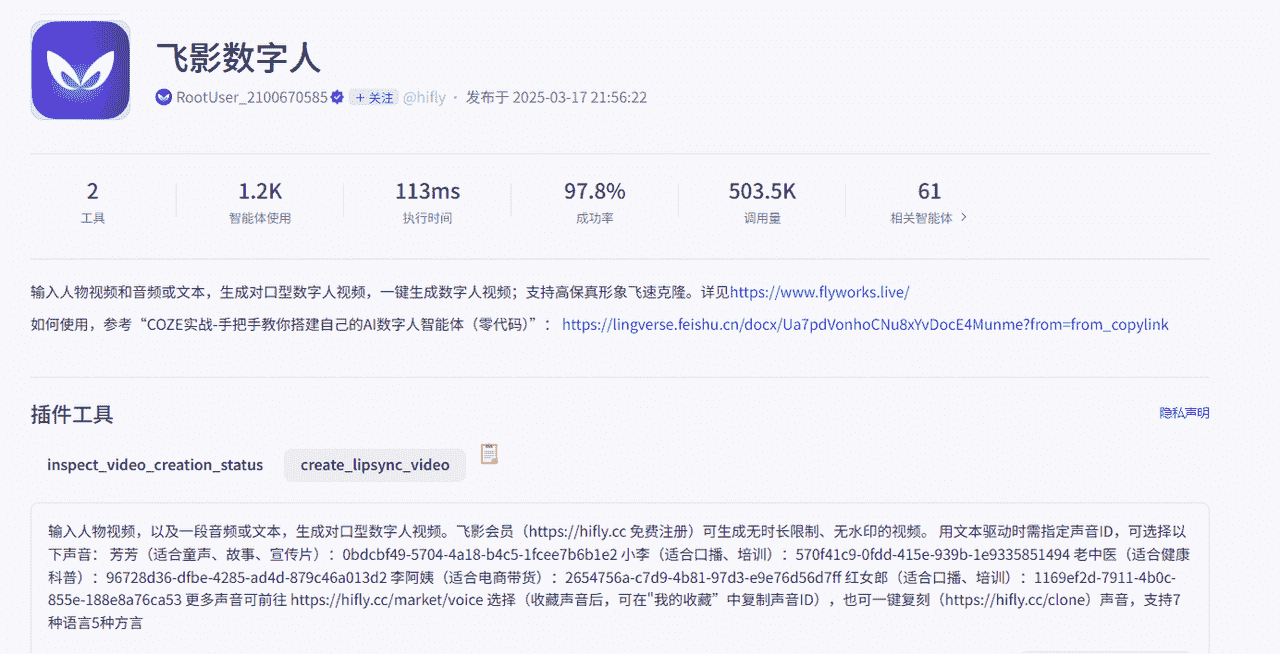 飞影数字人
RootUser_2100670585 + 关注 @hifly · 发布于 2025-03-17 21:56:22
2 1.2K 113ms 97.8% 503.5K 61
工具 智能体使用 执行时间 成功率 调用量 相关智能体 >
输入人物视频和音频或文本，生成对口型数字人视频，一键生成数字人视频；支持高保真形象飞速克隆。详见https://www.flyworks.live/
如何使用，参考“COZE实战-手把手教你搭建自己的AI数字人智能体（零代码）”： https://lingverse.feishu.cn/docx/Ua7pdVonhoCNu8xYvDocE4Munme?from=from_copylink
插件工具
隐私声明
inspect_video_creation_status create_lipsync_video
输入人物视频，以及一段音频或文本，生成对口型数字人视频。飞影会员（https://hifly.cc 免费注册）可生成无时长限制、无水印的视频。 用文本驱动时需指定声音ID，可选择以
下声音： 芳芳（适合童声、故事、宣传片）：0bdcbf49-5704-4a18-b4c5-1fcee7b6b1e2 小李（适合口播、培训）：570f41c9-0fdd-415e-939b-1e9335851494 老中医（适合健康
科普）：96728d36-dfbe-4285-ad4d-879c46a013d2 李阿姨（适合电商带货）：2654756a-c7d9-4b81-97d3-e9e76d56d7ff 红女郎（适合口播、培训）：1169ef2d-7911-4b0c-
855e-188e8a76ca53 更多声音可前往 https://hifly.cc/market/voice 选择（收藏声音后，可在"我的收藏”中复制声音ID），也可一键复刻（https://hifly.cc/clone）声音，支持7
种语言5种方言